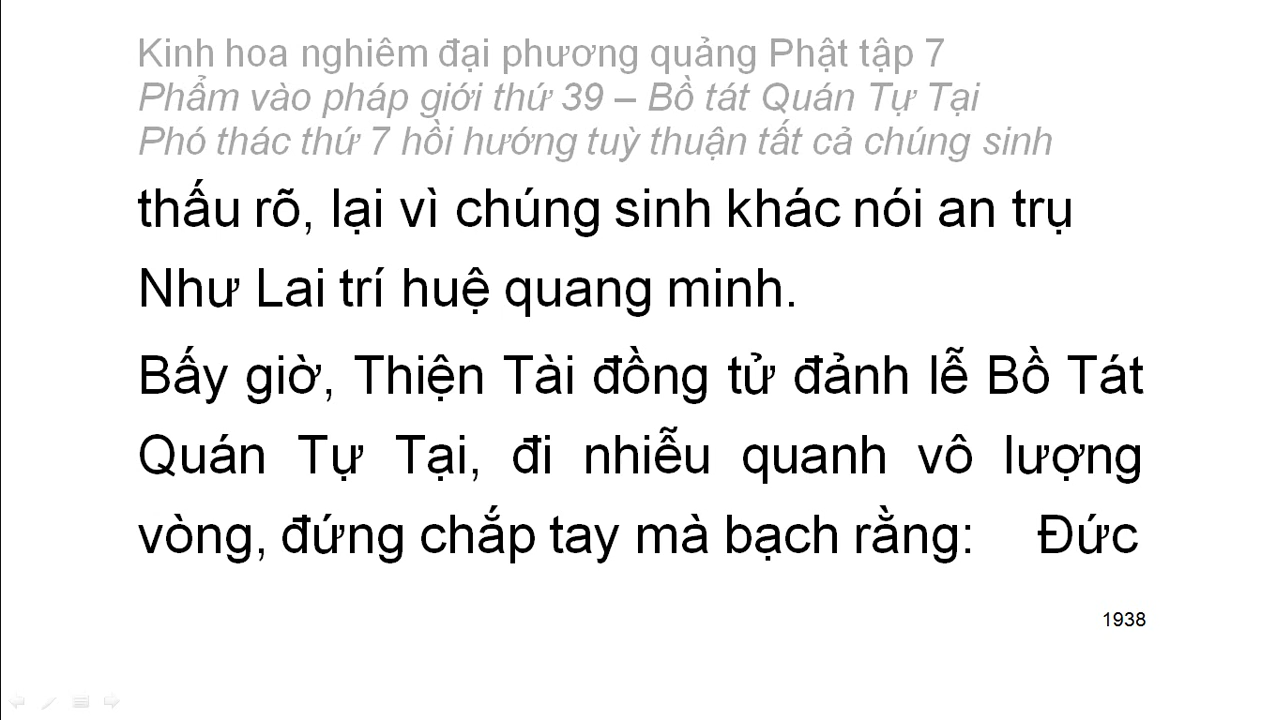 Kinh hoa nghiêm đại phương quảng Phật tập 7
Phẩm vào pháp giới thứ 39 – Bồ tát Quán Tự Tại
Phó thác thứ 7 hồi hướng tuỳ thuận tất cả chúng sinh
thấu rõ, lại vì chúng sinh khác nói an trụ
Như Lai trí huệ quang minh.
Bấy giờ, Thiện Tài đồng tử đảnh lễ Bồ Tát
Quán Tự Tại, đi nhiễu quanh vô lượng
vòng, đứng chắp tay mà bạch rằng: Đức
1938